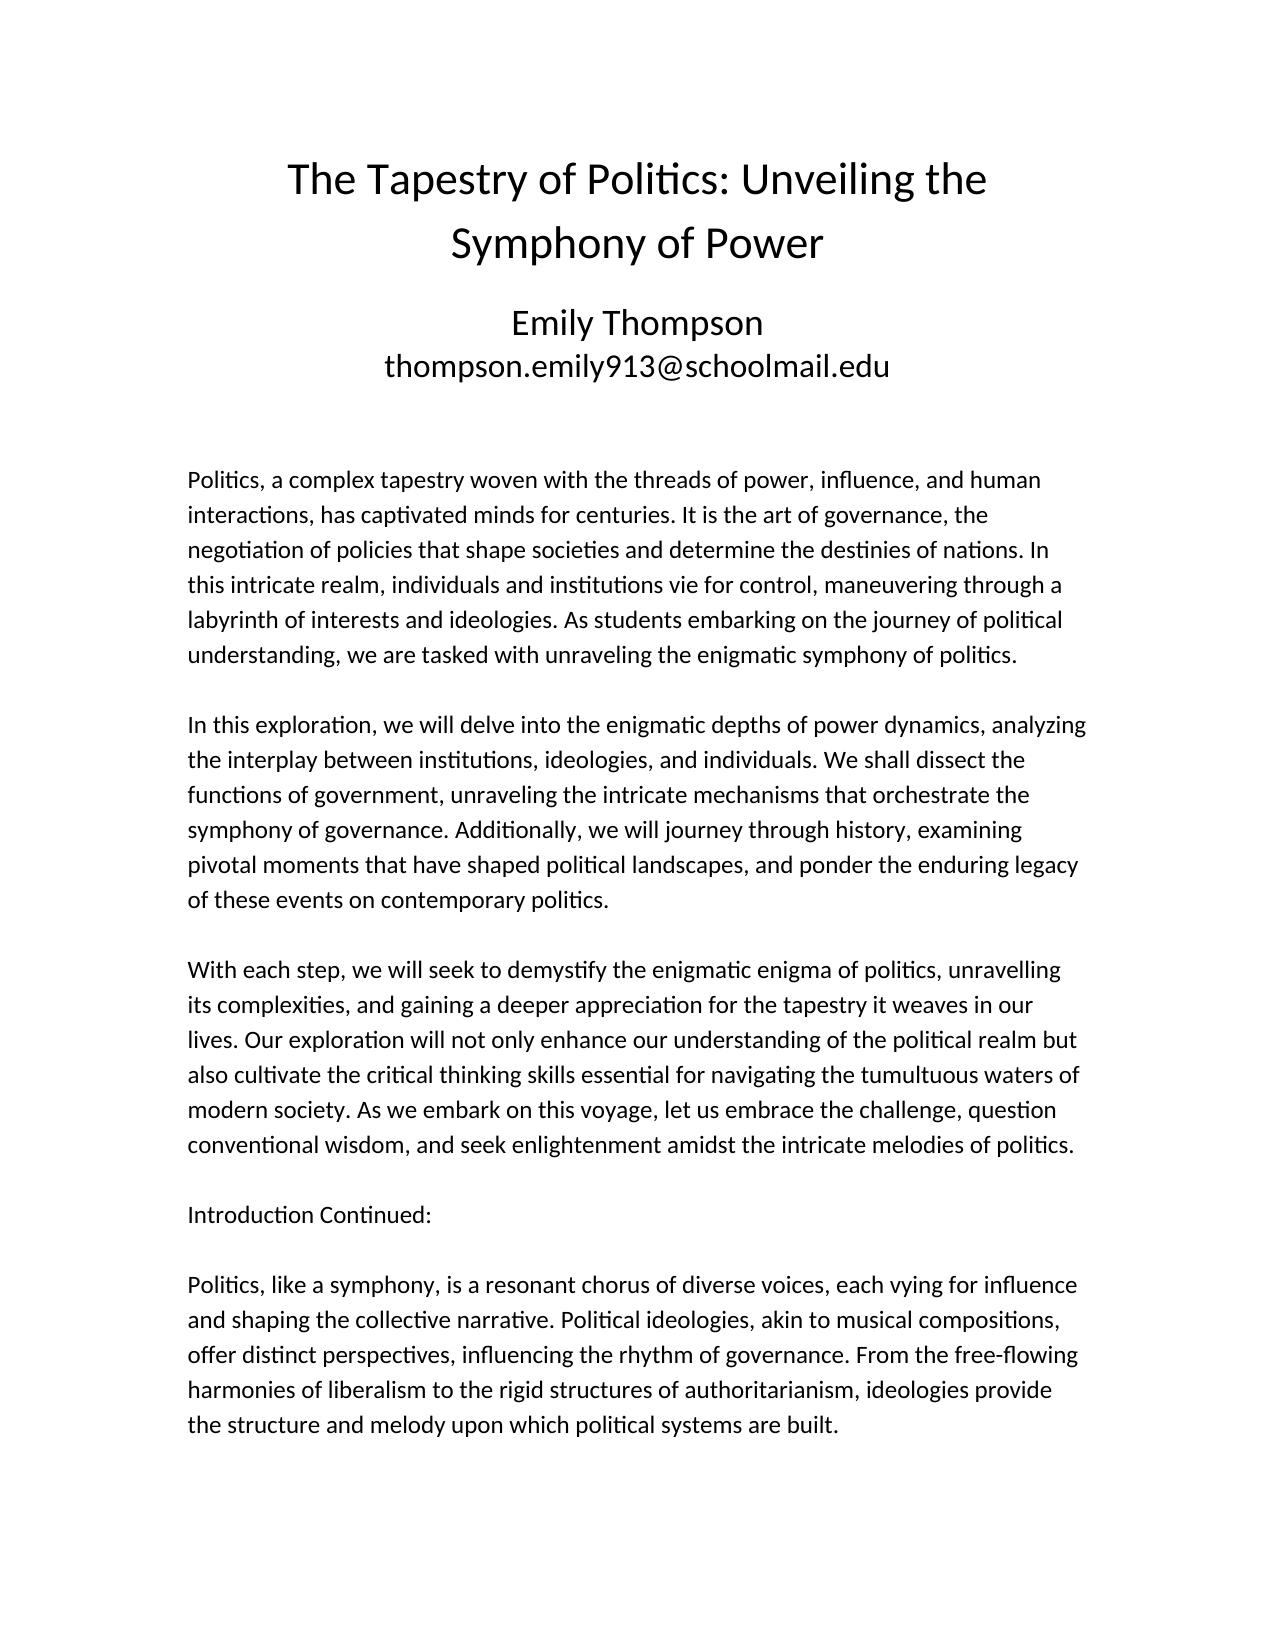 The Tapestry of Politics: Unveiling the
Symphony of Power
Emily Thompson
thompson.emily913@schoolmail.edu
Politics, a complex tapestry woven with the threads of power, influence, and human
interactions, has captivated minds for centuries. It is the art of governance, the
negotiation of policies that shape societies and determine the destinies of nations. In
this intricate realm, individuals and institutions vie for control, maneuvering through a
labyrinth of interests and ideologies. As students embarking on the journey of political
understanding, we are tasked with unraveling the enigmatic symphony of politics.
In this exploration, we will delve into the enigmatic depths of power dynamics, analyzing
the interplay between institutions, ideologies, and individuals. We shall dissect the
functions of government, unraveling the intricate mechanisms that orchestrate the
symphony of governance. Additionally, we will journey through history, examining
pivotal moments that have shaped political landscapes, and ponder the enduring legacy
of these events on contemporary politics.
With each step, we will seek to demystify the enigmatic enigma of politics, unravelling
its complexities, and gaining a deeper appreciation for the tapestry it weaves in our
lives. Our exploration will not only enhance our understanding of the political realm but
also cultivate the critical thinking skills essential for navigating the tumultuous waters of
modern society. As we embark on this voyage, let us embrace the challenge, question
conventional wisdom, and seek enlightenment amidst the intricate melodies of politics.
Introduction Continued:
Politics, like a symphony, is a resonant chorus of diverse voices, each vying for influence
and shaping the collective narrative. Political ideologies, akin to musical compositions,
offer distinct perspectives, influencing the rhythm of governance. From the free-flowing
harmonies of liberalism to the rigid structures of authoritarianism, ideologies provide
the structure and melody upon which political systems are built.